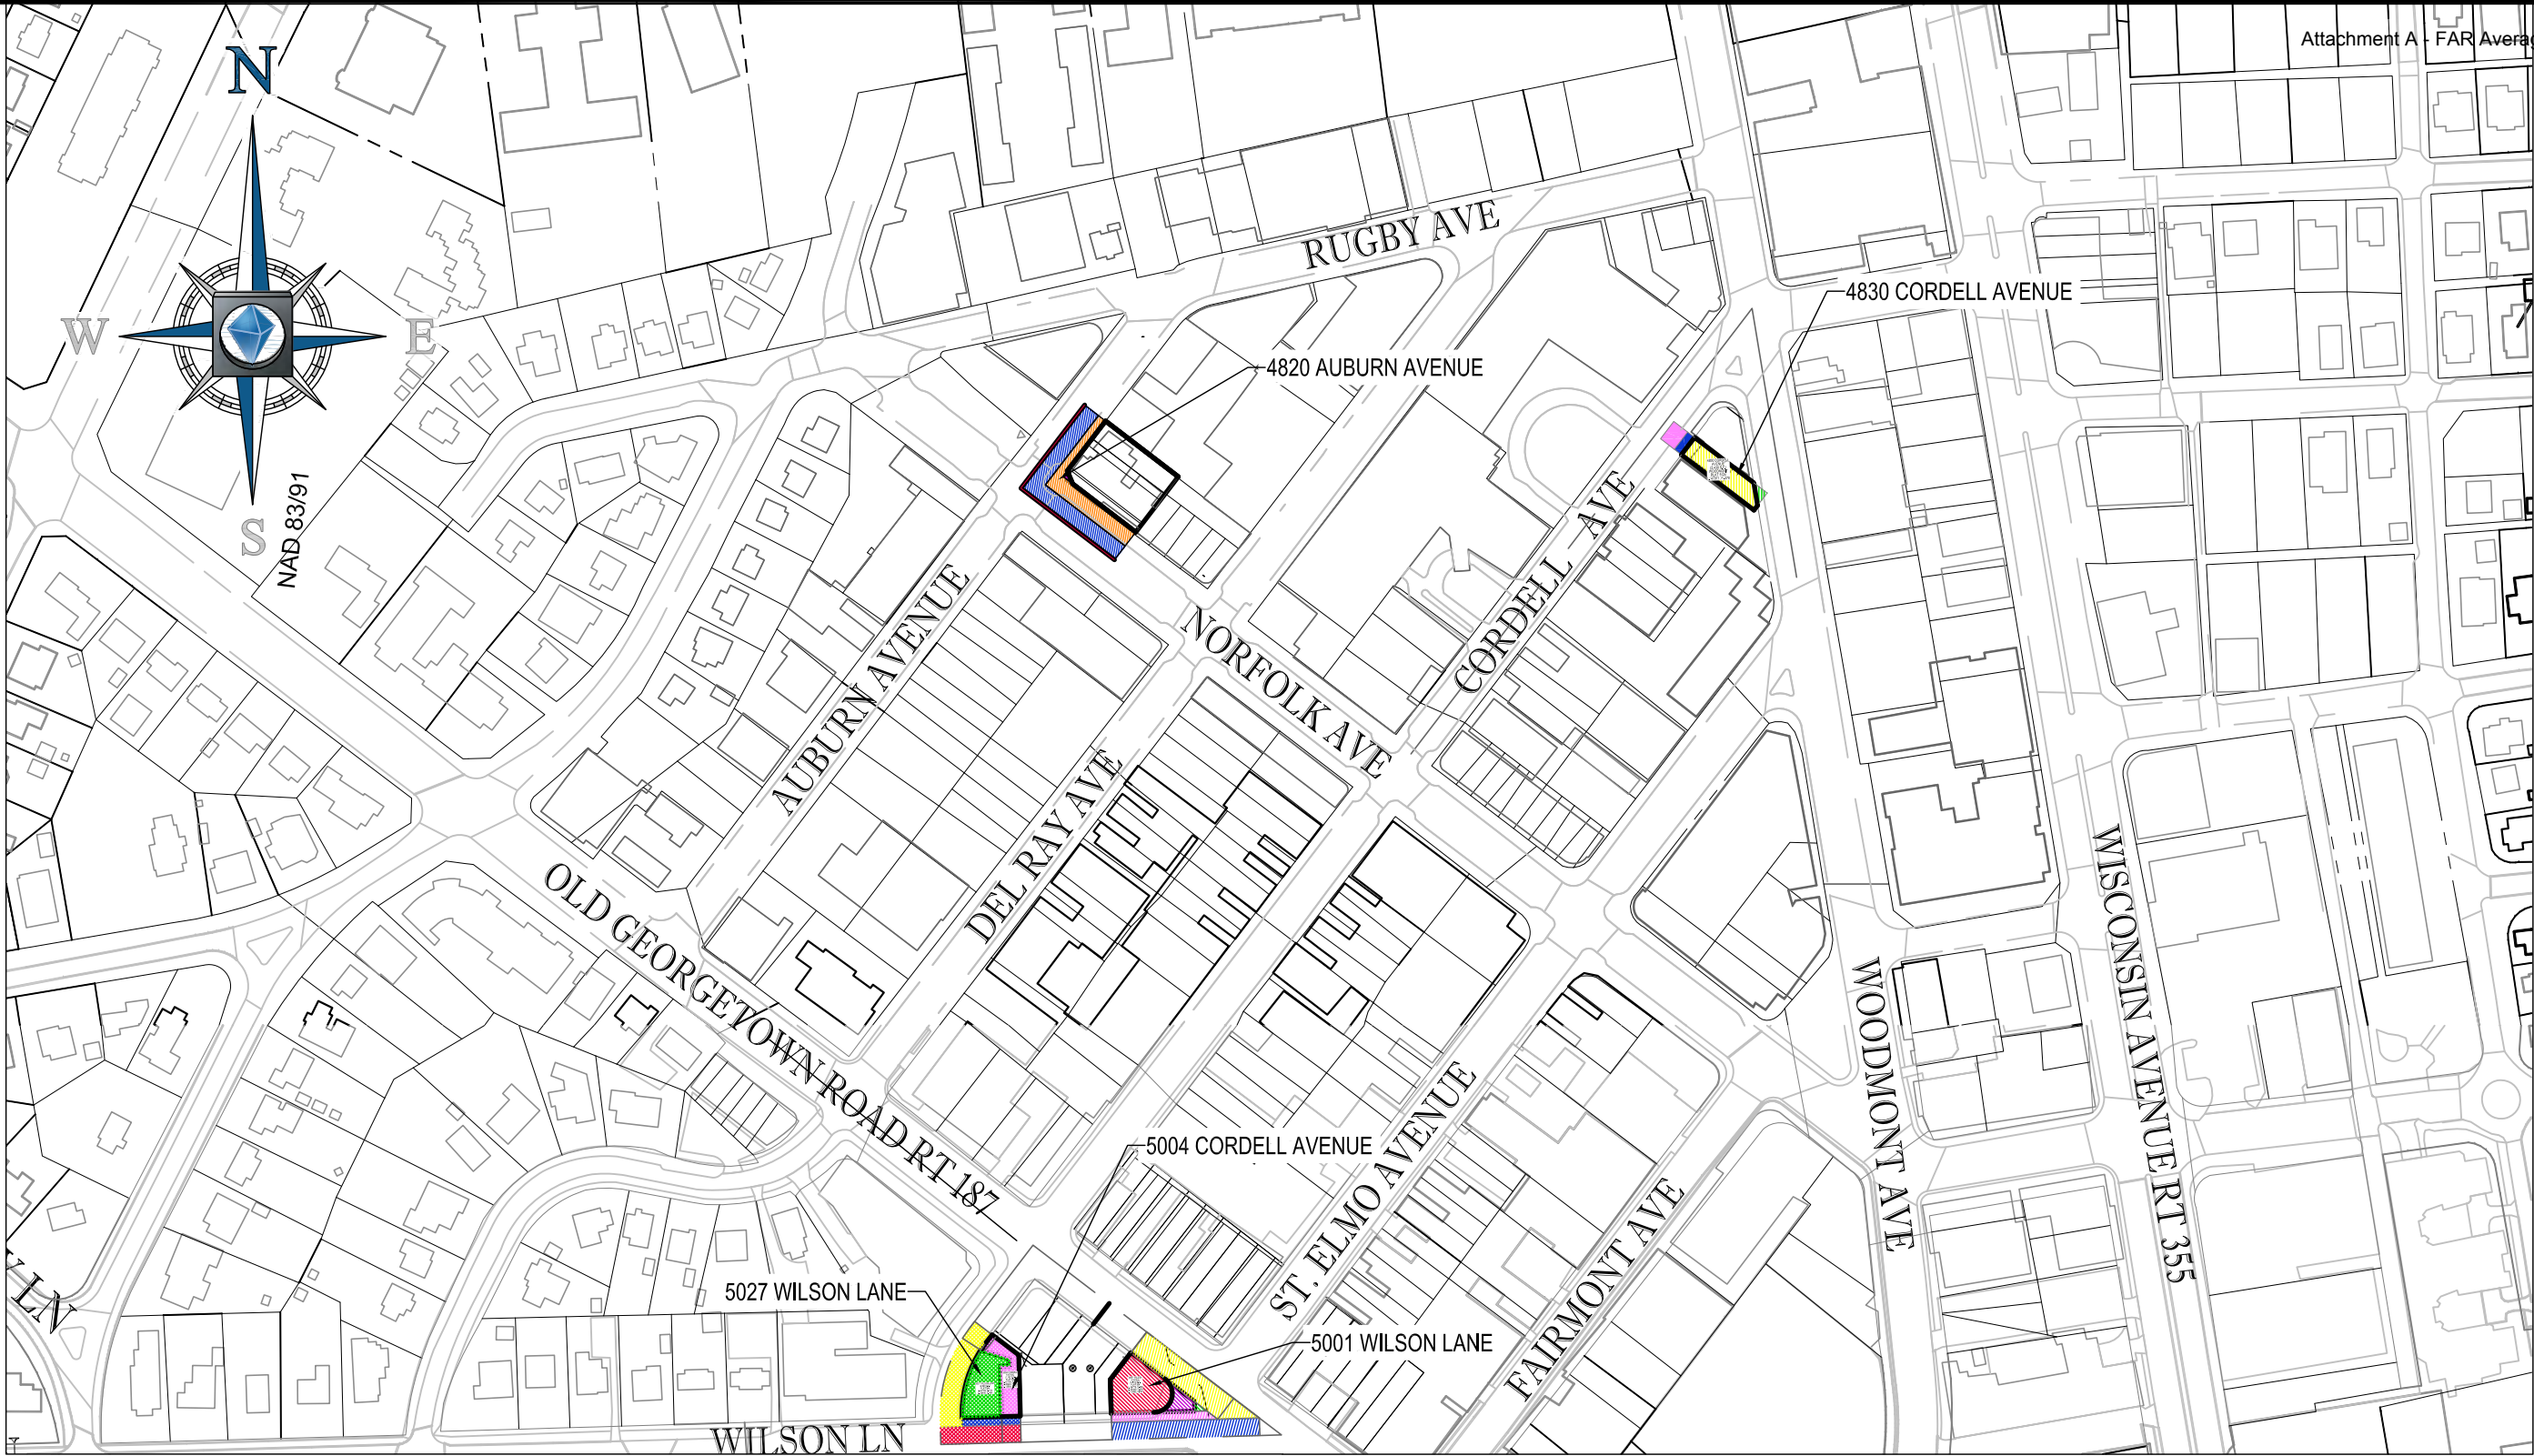 Attachment A - FAR Averag
N
W
E
S
NAD 83/91
RUGBY AVE
4830 CORDELL AVENUE
4820 AUBURN AVENUE
CORDELL AVE
AUBURN AVENUE
NORFOLK AVE
DEL RAY AVE
OLD GEORGETOWN ROAD RT 187
WISCONSIN AVENUE RT 355
WOODMONT AVE
ST. ELMO AVENUE
FAIRMONT AVE
5004 CORDELL AVENUE
5027 WILSON LANE
5001 WILSON LANE
LN
WILSON LN